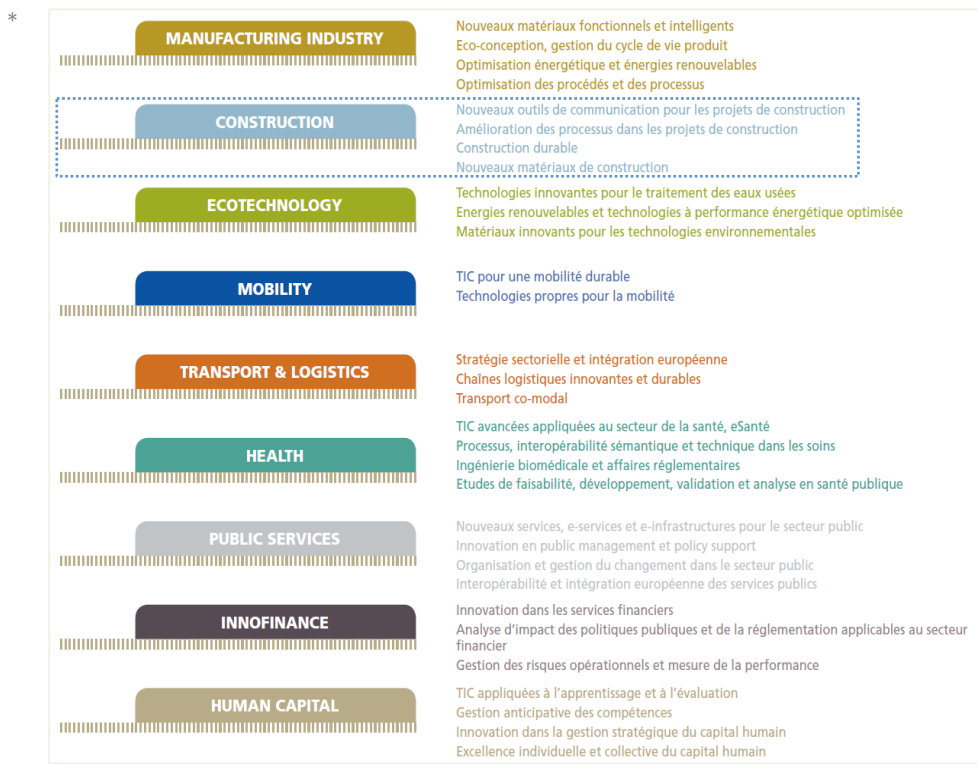 *
MANUFACTURING INDUSTRY
Nouveaux matériaux fonctionnels et intelligents
Eco-conception, gestion du cycle de vie produit
Optimisation énergétique et énergies renouvelables
Optimisation des procédés et des processus
CONSTRUCTION
Nouveaux outils de communication pour les projets de construction
Amélioration des processus dans les projets de construction
Construction durable
Nouveaux matériaux de construction
ECOTECHNOLOGY
Technologies innovantes pour le traitement des eaux usées
Energies renouvelables et technologies à performance énergétique optimisée
Matériaux innovants pour les technologies environnementales
MOBILITY
TIC pour une mobilité durable
Technologies propres pour la mobilité
TRANSPORT & LOGISTICS
Stratégie sectorielle et intégration européenne
Chaînes logistiques innovantes et durables
Transport co-modal
HEALTH
TIC avancées appliquées au secteur de la santé, eSanté
Processus, interopérabilité sémantique et technique dans les soins
Ingénierie biomédicale et affaires réglementaires
Etudes de faisabilité, développement, validation et analyse en santé publique
PUBLIC SERVICES
Nouveaux services, e-services et e-infrastructures pour le secteur public
Innovation en public management et policy support
Organisation et gestion du changement dans le secteur public
Interopérabilité et intégration européenne des services publics
INNOFINANCE
Innovation dans les services financiers
Analyse d'impact des politiques publiques et de la réglementation applicables au secteur
financier
Gestion des risques opérationnels et mesure de la performance
HUMAN CAPITAL
TIC appliquées à l'apprentissage et à l'évaluation
Gestion anticipative des compétences
Innovation dans la gestion stratégique du capital humain
Excellence individuelle et collective du capital humain